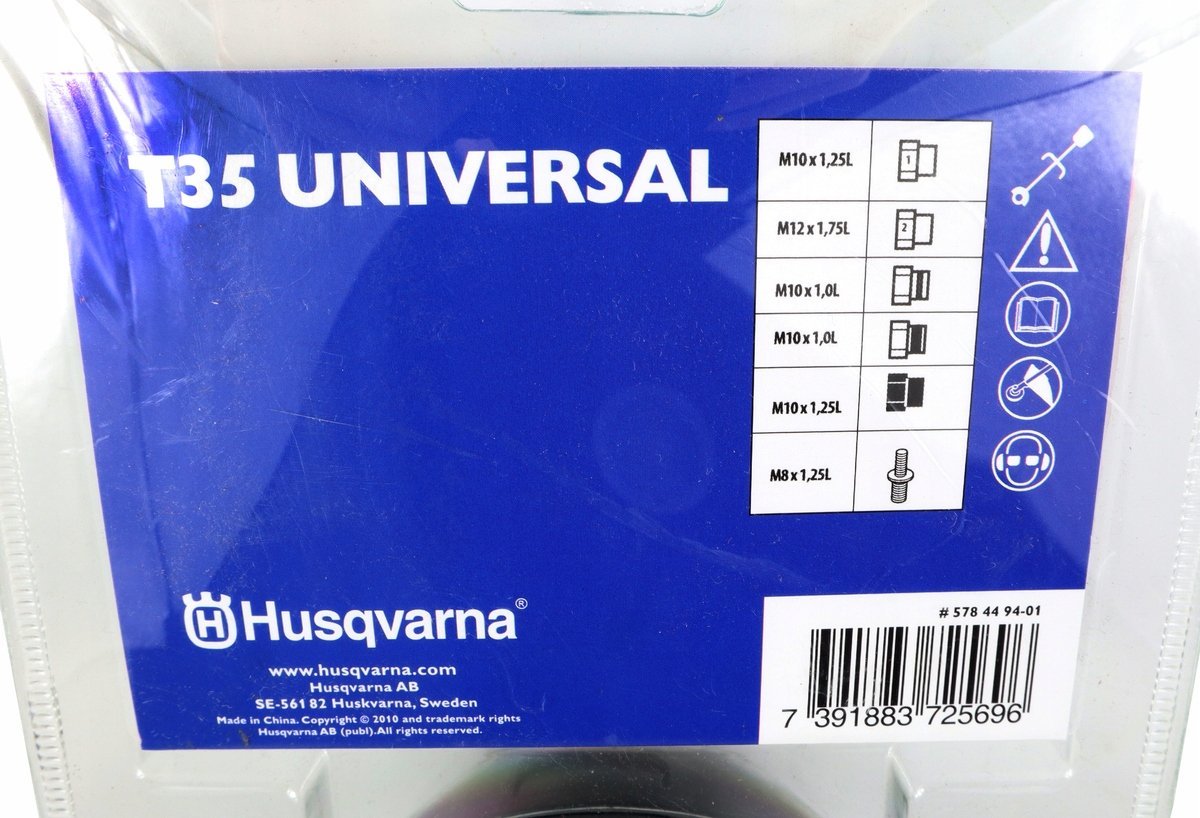 T35 UNIVERSAL
M10 x 1,25L
1
M12 x 1,75L
2
M10 x 1,0L
M10 x 1,0L
M10 x 1,25L
M8 x 1,25L
H Husqvarna®
www.husqvarna.com
Husqvarna AB
SE-561 82 Huskvarna, Sweden
Made in China. Copyright © 2010 and trademark rights
Husqvarna AB (publ).All rights reserved.
# 578 44 94-01
7 391883 725696